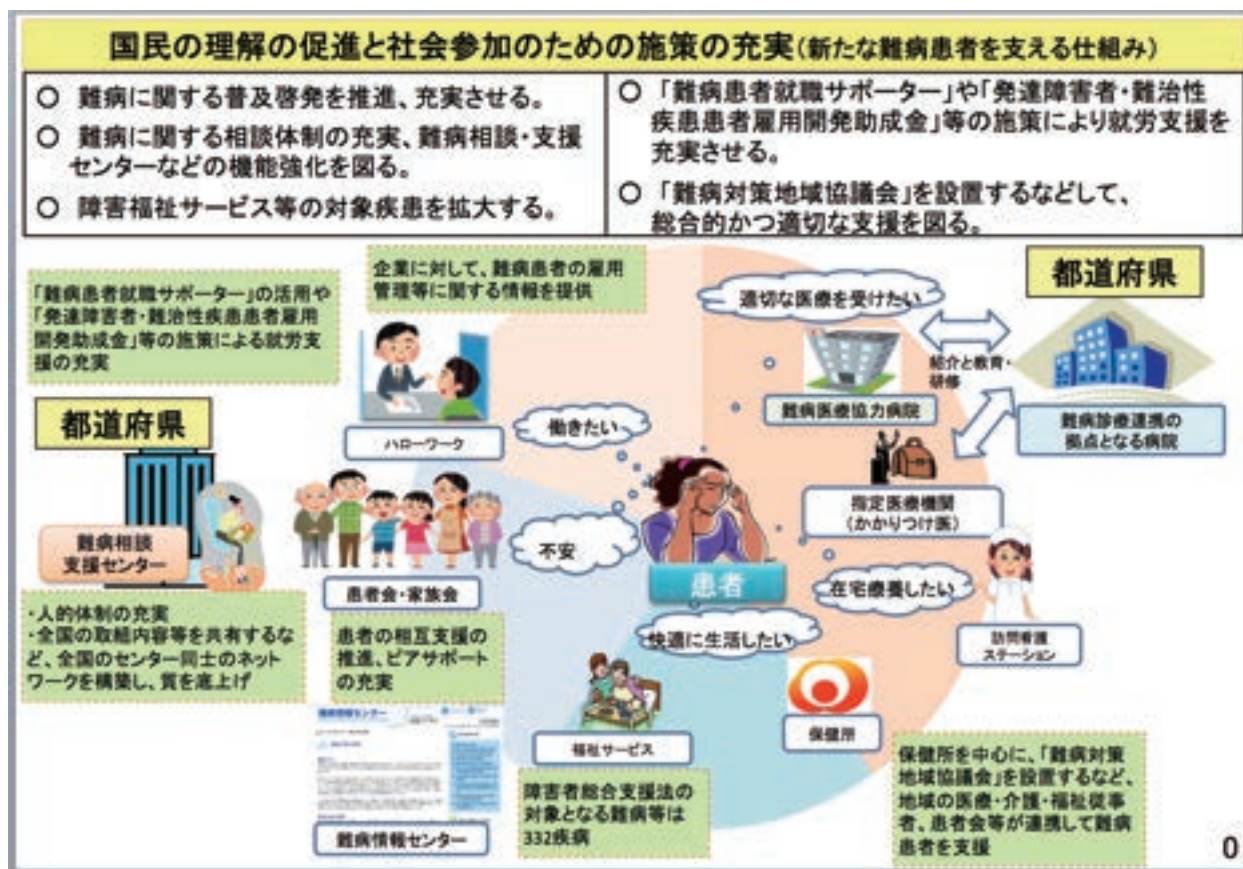 国民の理解の促進と社会参加のための施策の充実(新たな難病患者を支える仕組み)
○ 難病に関する普及啓発を推進、充実させる。
○ 難病に関する相談体制の充実、難病相談・支援
センターなどの機能強化を図る。
○ 障害福祉サービス等の対象疾患を拡大する。
○ 「難病患者就職サポーター」や「発達障害者・難治性
疾患患者雇用開発助成金」等の施策により就労支援を
充実させる。
○ 「難病対策地域協議会」を設置するなどして、
総合的かつ適切な支援を図る。
「難病患者就職サポーター」の活用や
「発達障害者・難治性疾患患者雇用
開発助成金」等の施策による就労支
援の充実
企業に対して、難病患者の雇用
管理等に関する情報を提供
ハローワーク
働きたい
適切な医療を受けたい
都道府県
紹介と教育・
研修
難病医療協力病院
難病診療連携の
拠点となる病院
指定医療機関
(かかりつけ医)
都道府県
難病相談
支援センター
・人的体制の充実
・全国の取組内容等を共有するな
ど、全国のセンター同士のネット
ワークを構築し、質を底上げ
患者会・家族会
不安
患者
在宅療養したい
快適に生活したい
訪問看護
ステーション
患者の相互支援の
推進、ピアサポート
の充実
難病情報センター
難病情報センター
福祉サービス
障害者総合支援法の
対象となる難病等は
332疾病
保健所
保健所を中心に、「難病対策
地域協議会」を設置するなど、
地域の医療・介護・福祉従事
者、患者会等が連携して難病
患者を支援
0